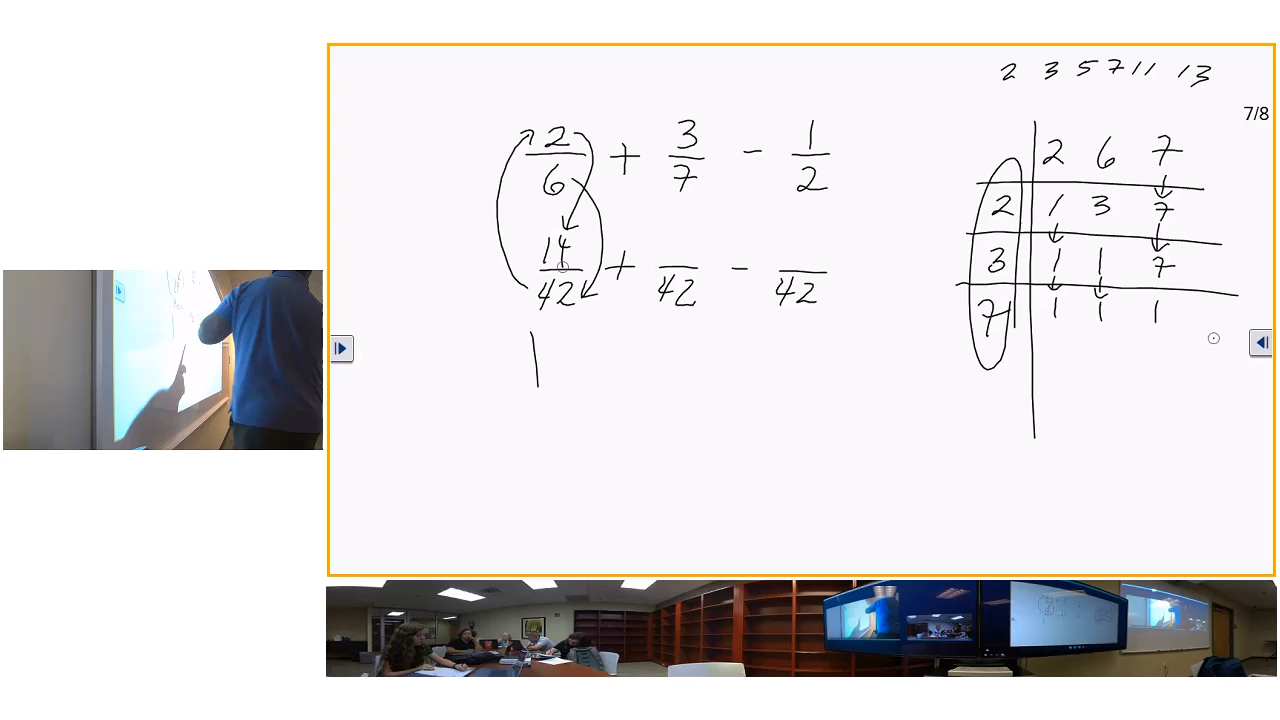 2 3 5 7 11 13
7/8
2/6 + 3/7 - 1/2
14/42 + /42 - /42
1
2 6 7
2 1 3 7
3 1 1 7
7 1 1 1